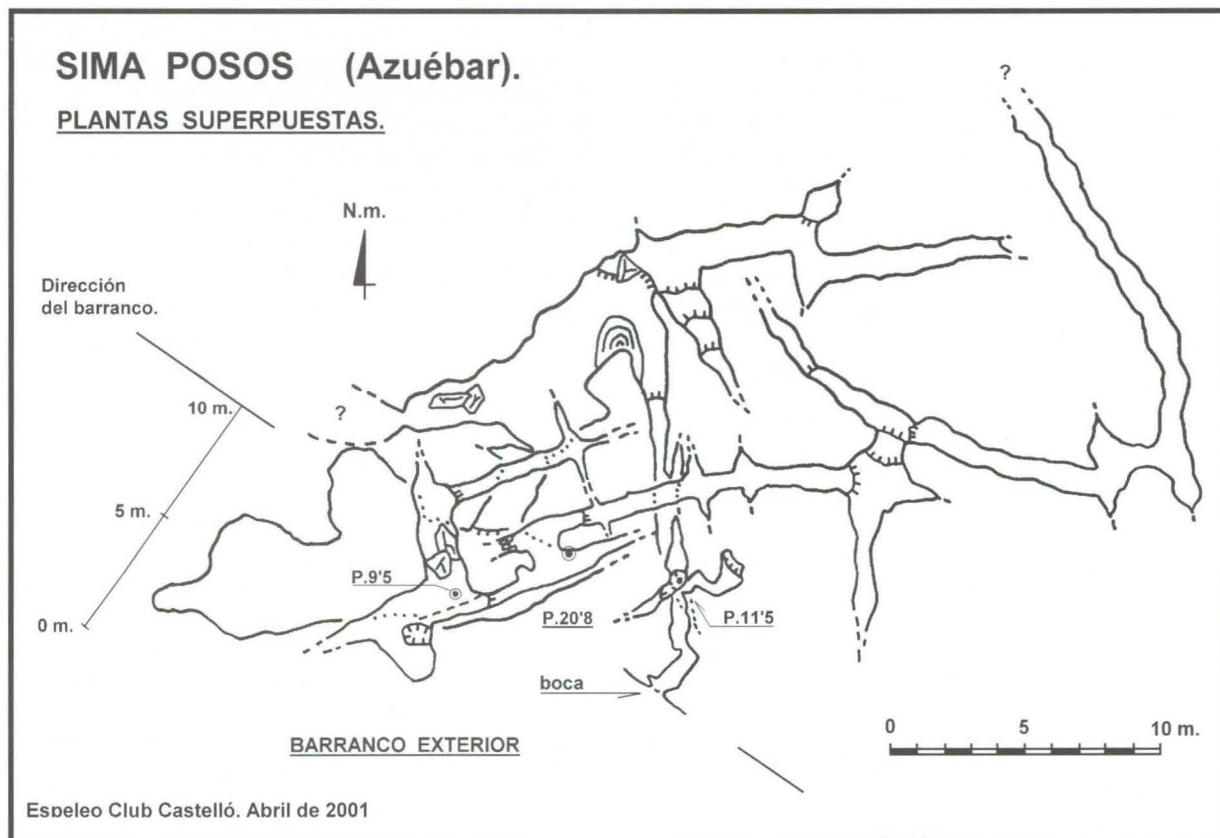 SIMA POSOS (Azuébar).
PLANTAS SUPERPUESTAS.
?
N.m.
Dirección
del barranco.
10 m.
?
5 m.
P.9'5
0 m.
P.20'8
P.11'5
boca
0 5 10 m.
BARRANCO EXTERIOR
Espeleo Club Castelló. Abril de 2001